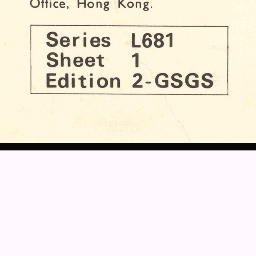 Office, Hong Kong.
Series L681
Sheet 1
Edition 2-GSGS